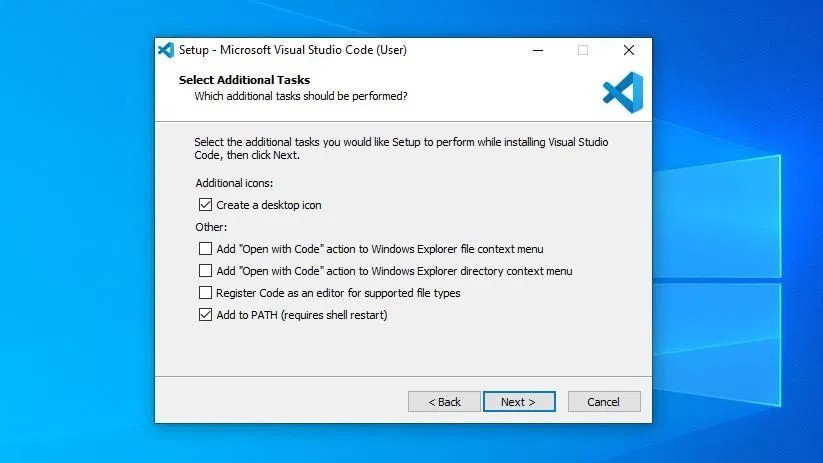 Setup - Microsoft Visual Studio Code (User)
Select Additional Tasks
Which additional tasks should be performed?
Select the additional tasks you would like Setup to perform while installing Visual Studio
Code, then click Next.
Additional icons:
Create a desktop icon
Other:
Add "Open with Code" action to Windows Explorer file context menu
Add "Open with Code" action to Windows Explorer directory context menu
Register Code as an editor for supported file types
Add to PATH (requires shell restart)
< Back Next > Cancel